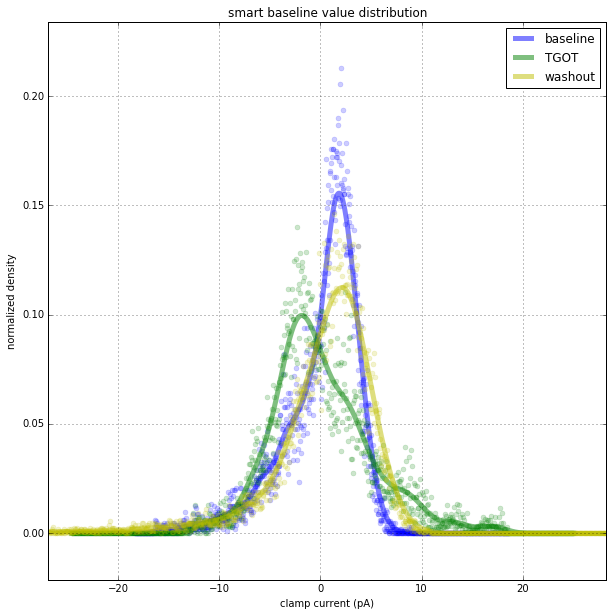 smart baseline value distribution
baseline
TGOT
washout
normalized density
0.20
0.15
0.10
0.05
0.00
−20
−10
0
10
20
clamp current (pA)